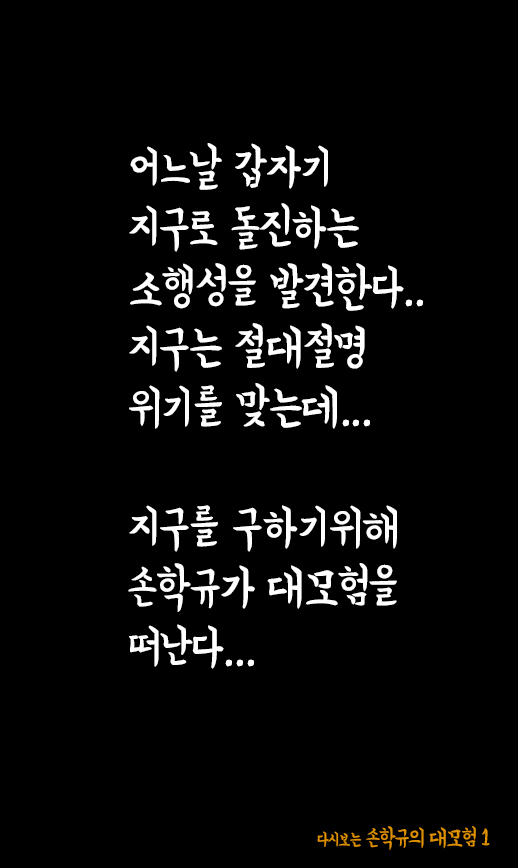 어느날 갑자기
지구로 돌진하는
소행성을 발견한다..
지구는 절대절명
위기를 맞는데...
지구를 구하기위해
손학규가 대모험을
떠난다...
다시보는 손학규의 대모험 1